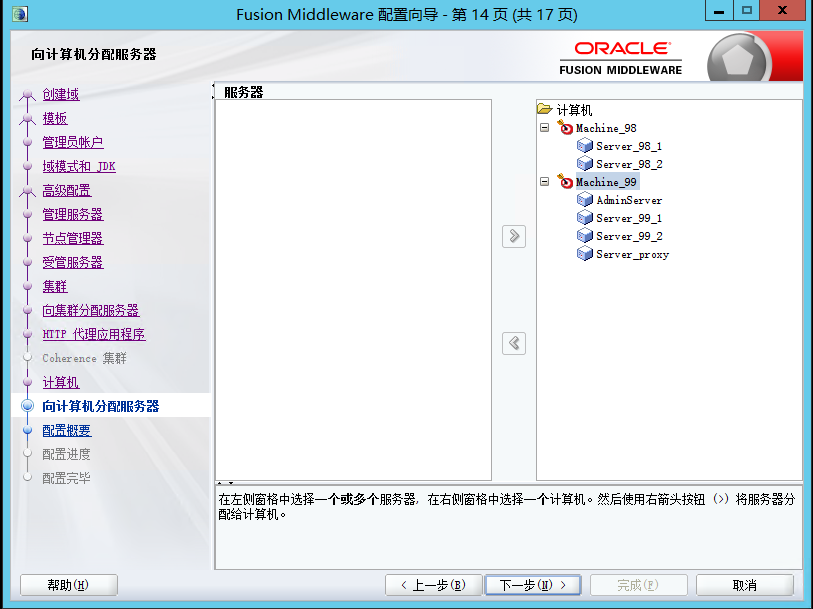 Fusion Middleware 配置向导 - 第 14 页 (共 17 页)
向计算机分配服务器
ORACLE
FUSION MIDDLEWARE
创建域
模板
管理员帐户
域模式和 JDK
高级配置
管理服务器
节点管理器
受管服务器
集群
向集群分配服务器
HTTP 代理应用程序
Coherence 集群
计算机
向计算机分配服务器
配置概要
配置进度
配置完毕
服务器
计算机
Machine_98
Server_98_1
Server_98_2
Machine_99
AdminServer
Server_99_1
Server_99_2
Server_proxy
在左侧窗格中选择一个或多个服务器, 在右侧窗格中选择一个计算机。然后使用右箭头按钮 (>) 将服务器分
配给计算机。
帮助(H)
< 上一步(B)
下一步(N) >
完成(F)
取消